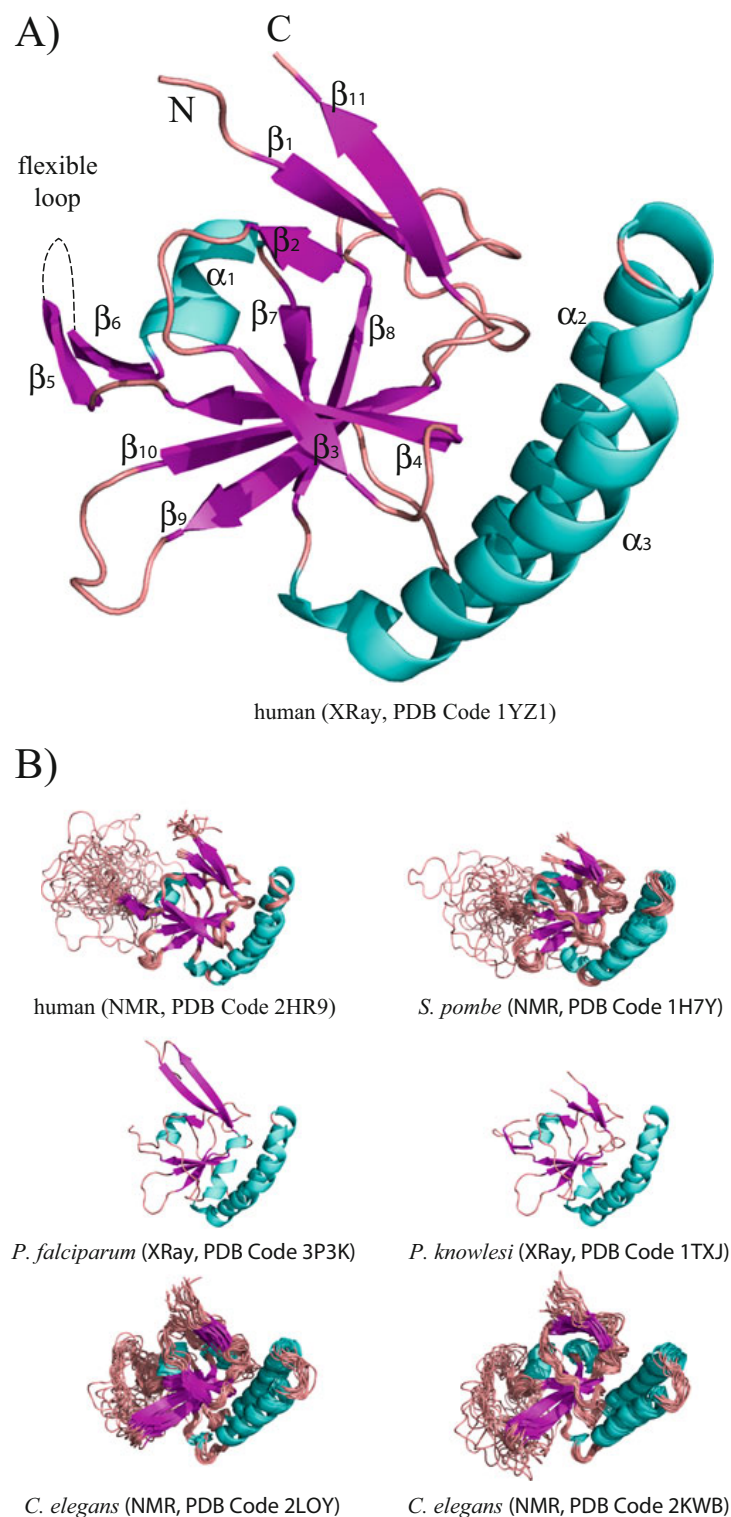 A)
C
N
β11
β1
flexible
loop
β2
α1
β6
β7
β8
α2
β5
β10
β3
β4
β9
α3
human (XRay, PDB Code 1YZ1)
B)
human (NMR, PDB Code 2HR9)
S. pombe (NMR, PDB Code 1H7Y)
P. falciparum (XRay, PDB Code 3P3K)
P. knowlesi (XRay, PDB Code 1TXJ)
C. elegans (NMR, PDB Code 2LOY)
C. elegans (NMR, PDB Code 2KWB)